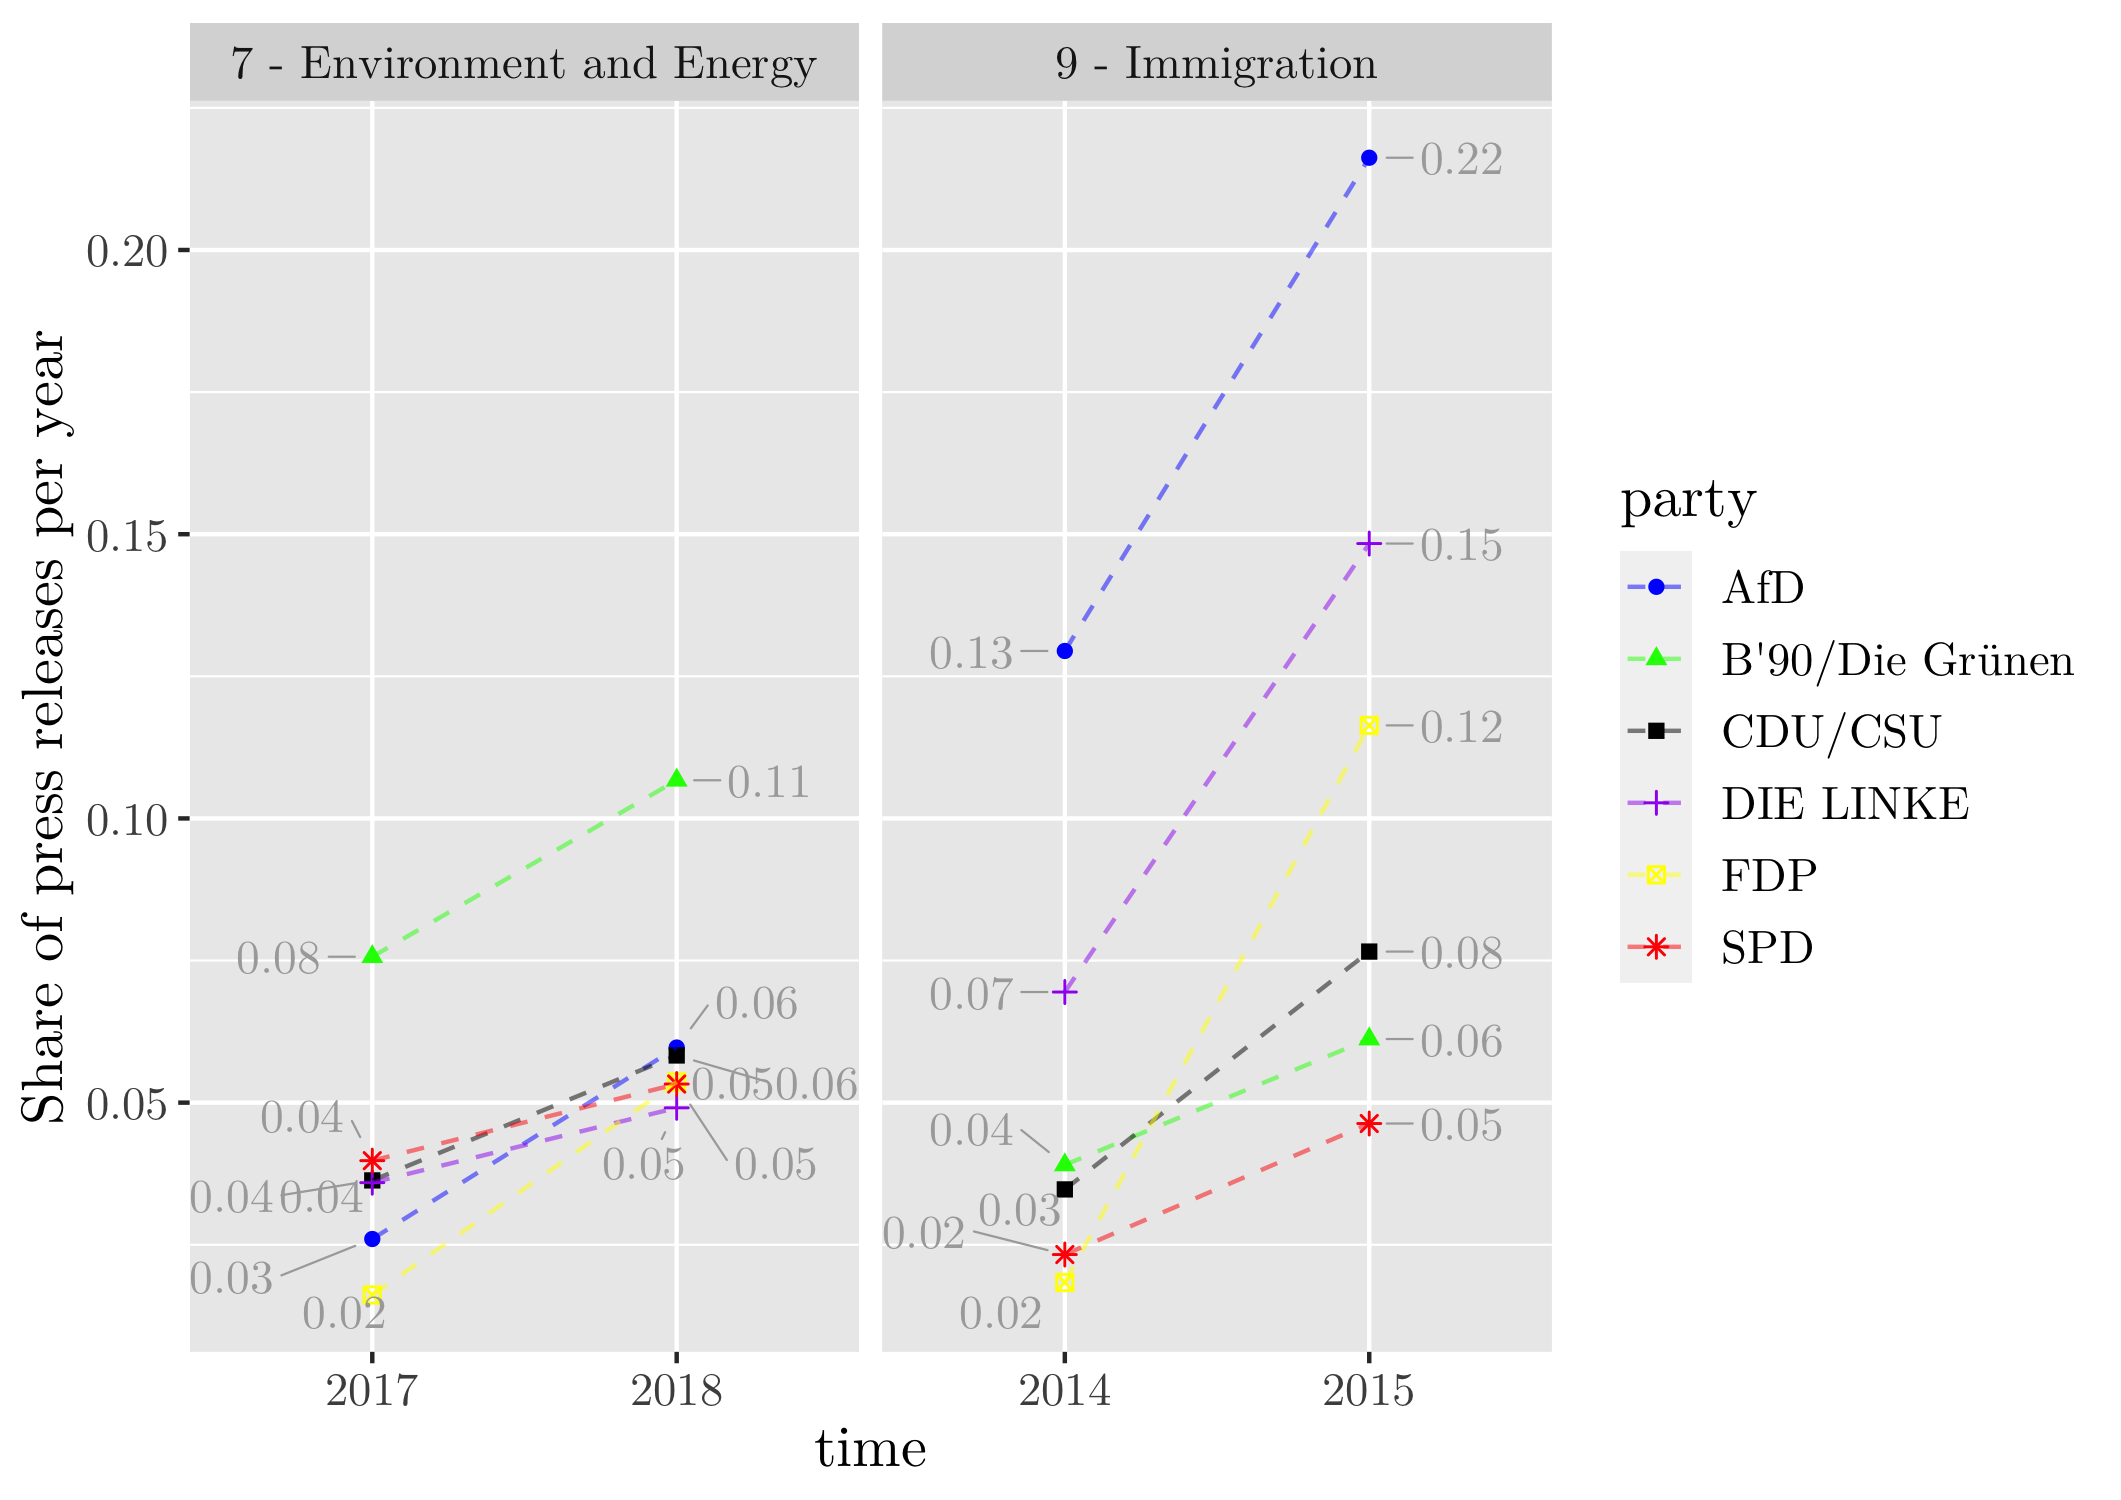 7 - Environment and Energy
9 - Immigration
Share of press releases per year
0.20
0.15
0.10
0.05
0.22
0.15
0.13
0.12
0.11
0.08
0.08
0.07
0.06
0.06
0.05
0.06
0.04
0.04
0.05
0.05
0.05
0.04
0.04
0.03
0.02
0.03
0.02
0.02
2017
2018
2014
2015
time
party
AfD
B'90/Die Grünen
CDU/CSU
DIE LINKE
FDP
SPD